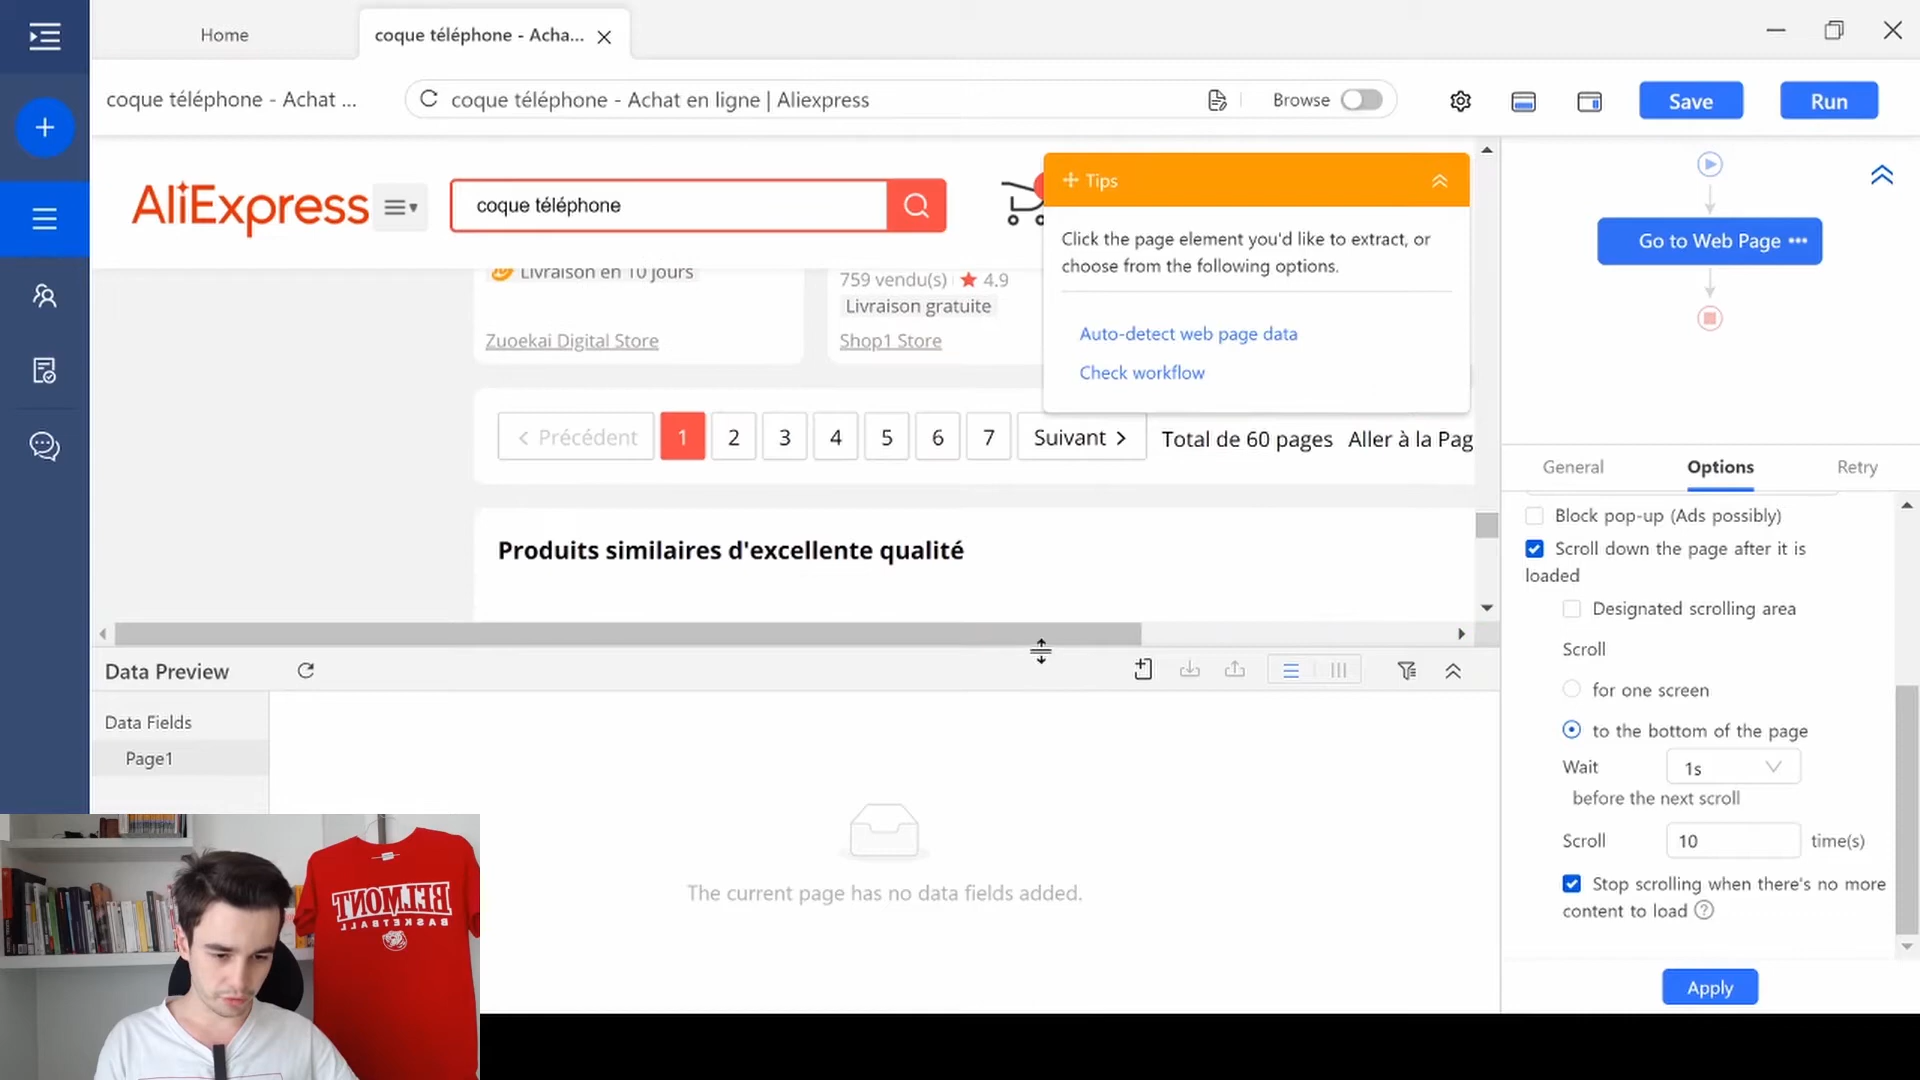 Home
coque téléphone - Acha...
coque téléphone - Achat ...
coque téléphone - Achat en ligne | Aliexpress
Browse
Save
Run
AliExpress
coque téléphone
+ Tips
Click the page element you'd like to extract, or
choose from the following options.
Auto-detect web page data
Check workflow
Go to Web Page •••
Livraison en 10 jours
759 vendu(s) ★ 4.9
Livraison gratuite
Zuoekai Digital Store
Shop1 Store
< Précédent
1
2
3
4
5
6
7
Suivant >
Total de 60 pages
Aller à la Pag
Produits similaires d'excellente qualité
General
Options
Retry
Block pop-up (Ads possibly)
Scroll down the page after it is
loaded
Designated scrolling area
Scroll
for one screen
to the bottom of the page
Wait
1s
before the next scroll
Scroll
10
time(s)
Stop scrolling when there's no more
content to load
Apply
Data Preview
Data Fields
Page1
The current page has no data fields added.
BELMONT
BASKETBALL